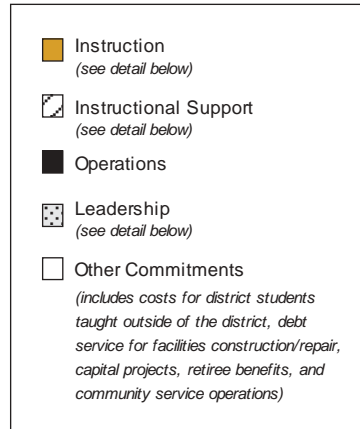 Instruction
(see detail below)
Instructional Support
(see detail below)
Operations
Leadership
(see detail below)
Other Commitments
(includes costs for district students
taught outside of the district, debt
service for facilities construction/repair,
capital projects, retiree benefits, and
community service operations)